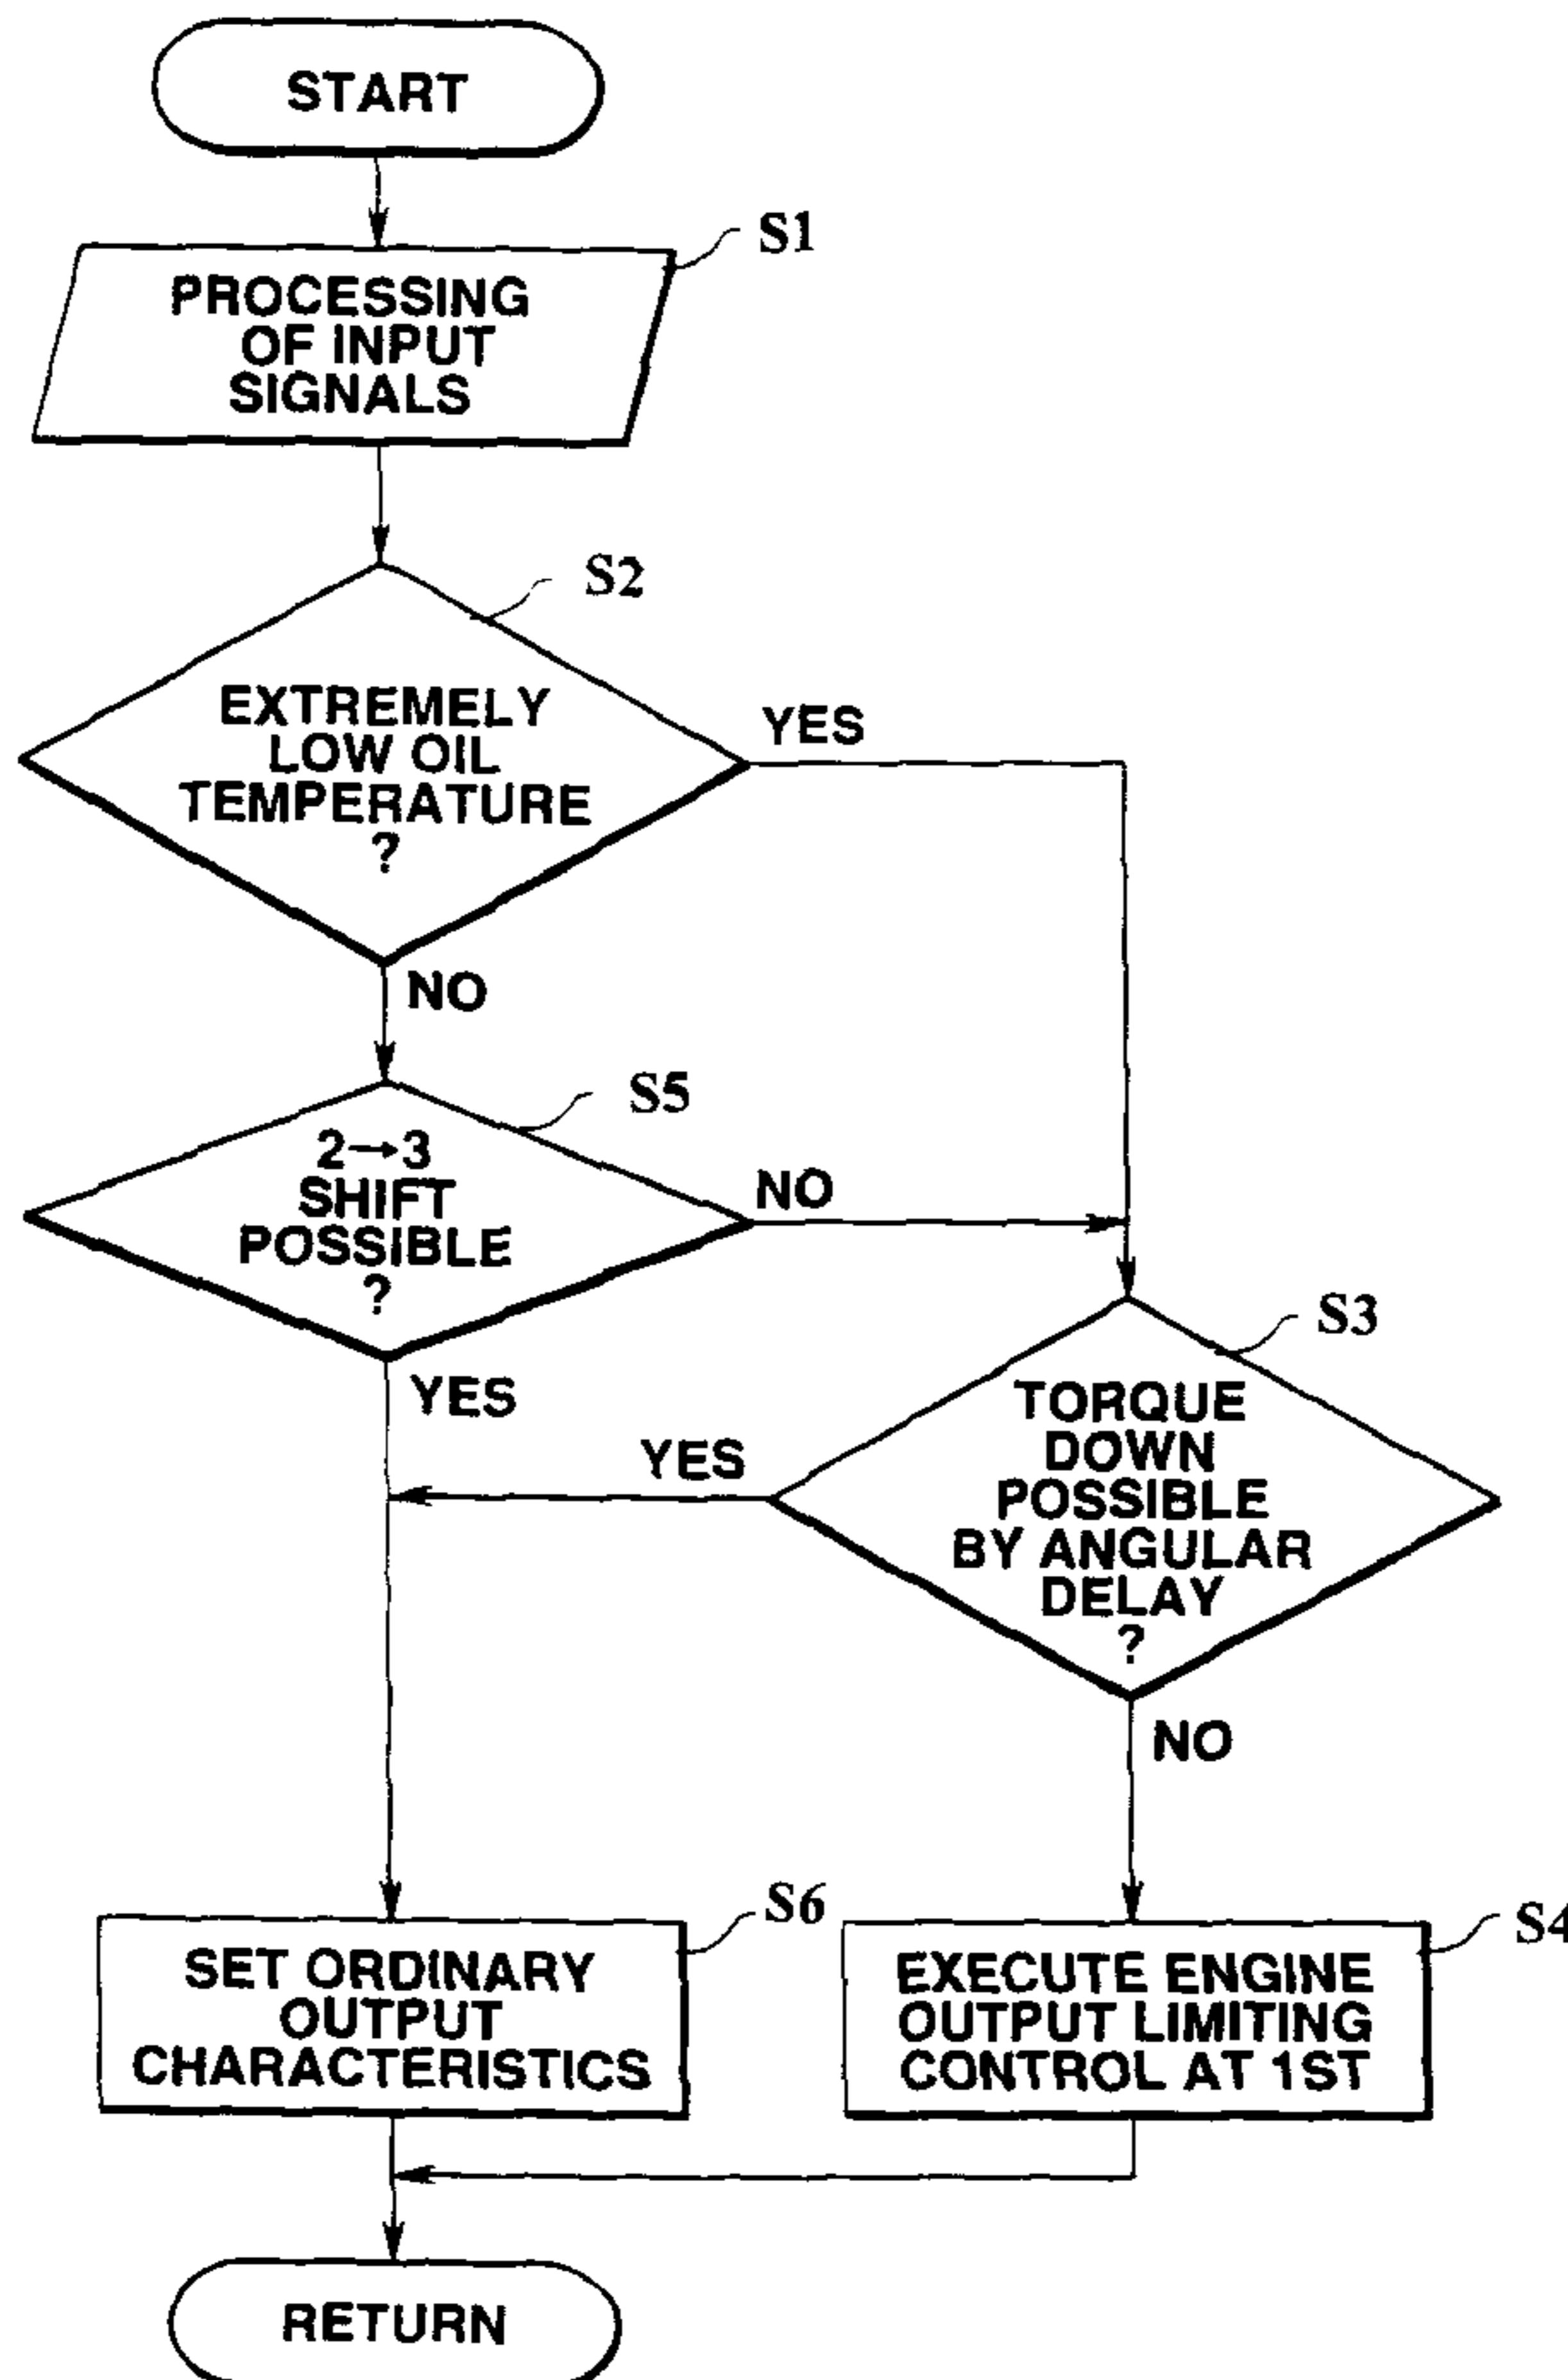 START
S1
PROCESSING
OF INPUT
SIGNALS
S2
EXTREMELY
LOW OIL
TEMPERATURE
?
YES
NO
S5
2→3
SHIFT
POSSIBLE
?
NO
YES
S3
TORQUE
DOWN
POSSIBLE
BY ANGULAR
DELAY
?
YES
NO
S6
SET ORDINARY
OUTPUT
CHARACTERISTICS
S4
EXECUTE ENGINE
OUTPUT LIMITING
CONTROL AT 1ST
RETURN